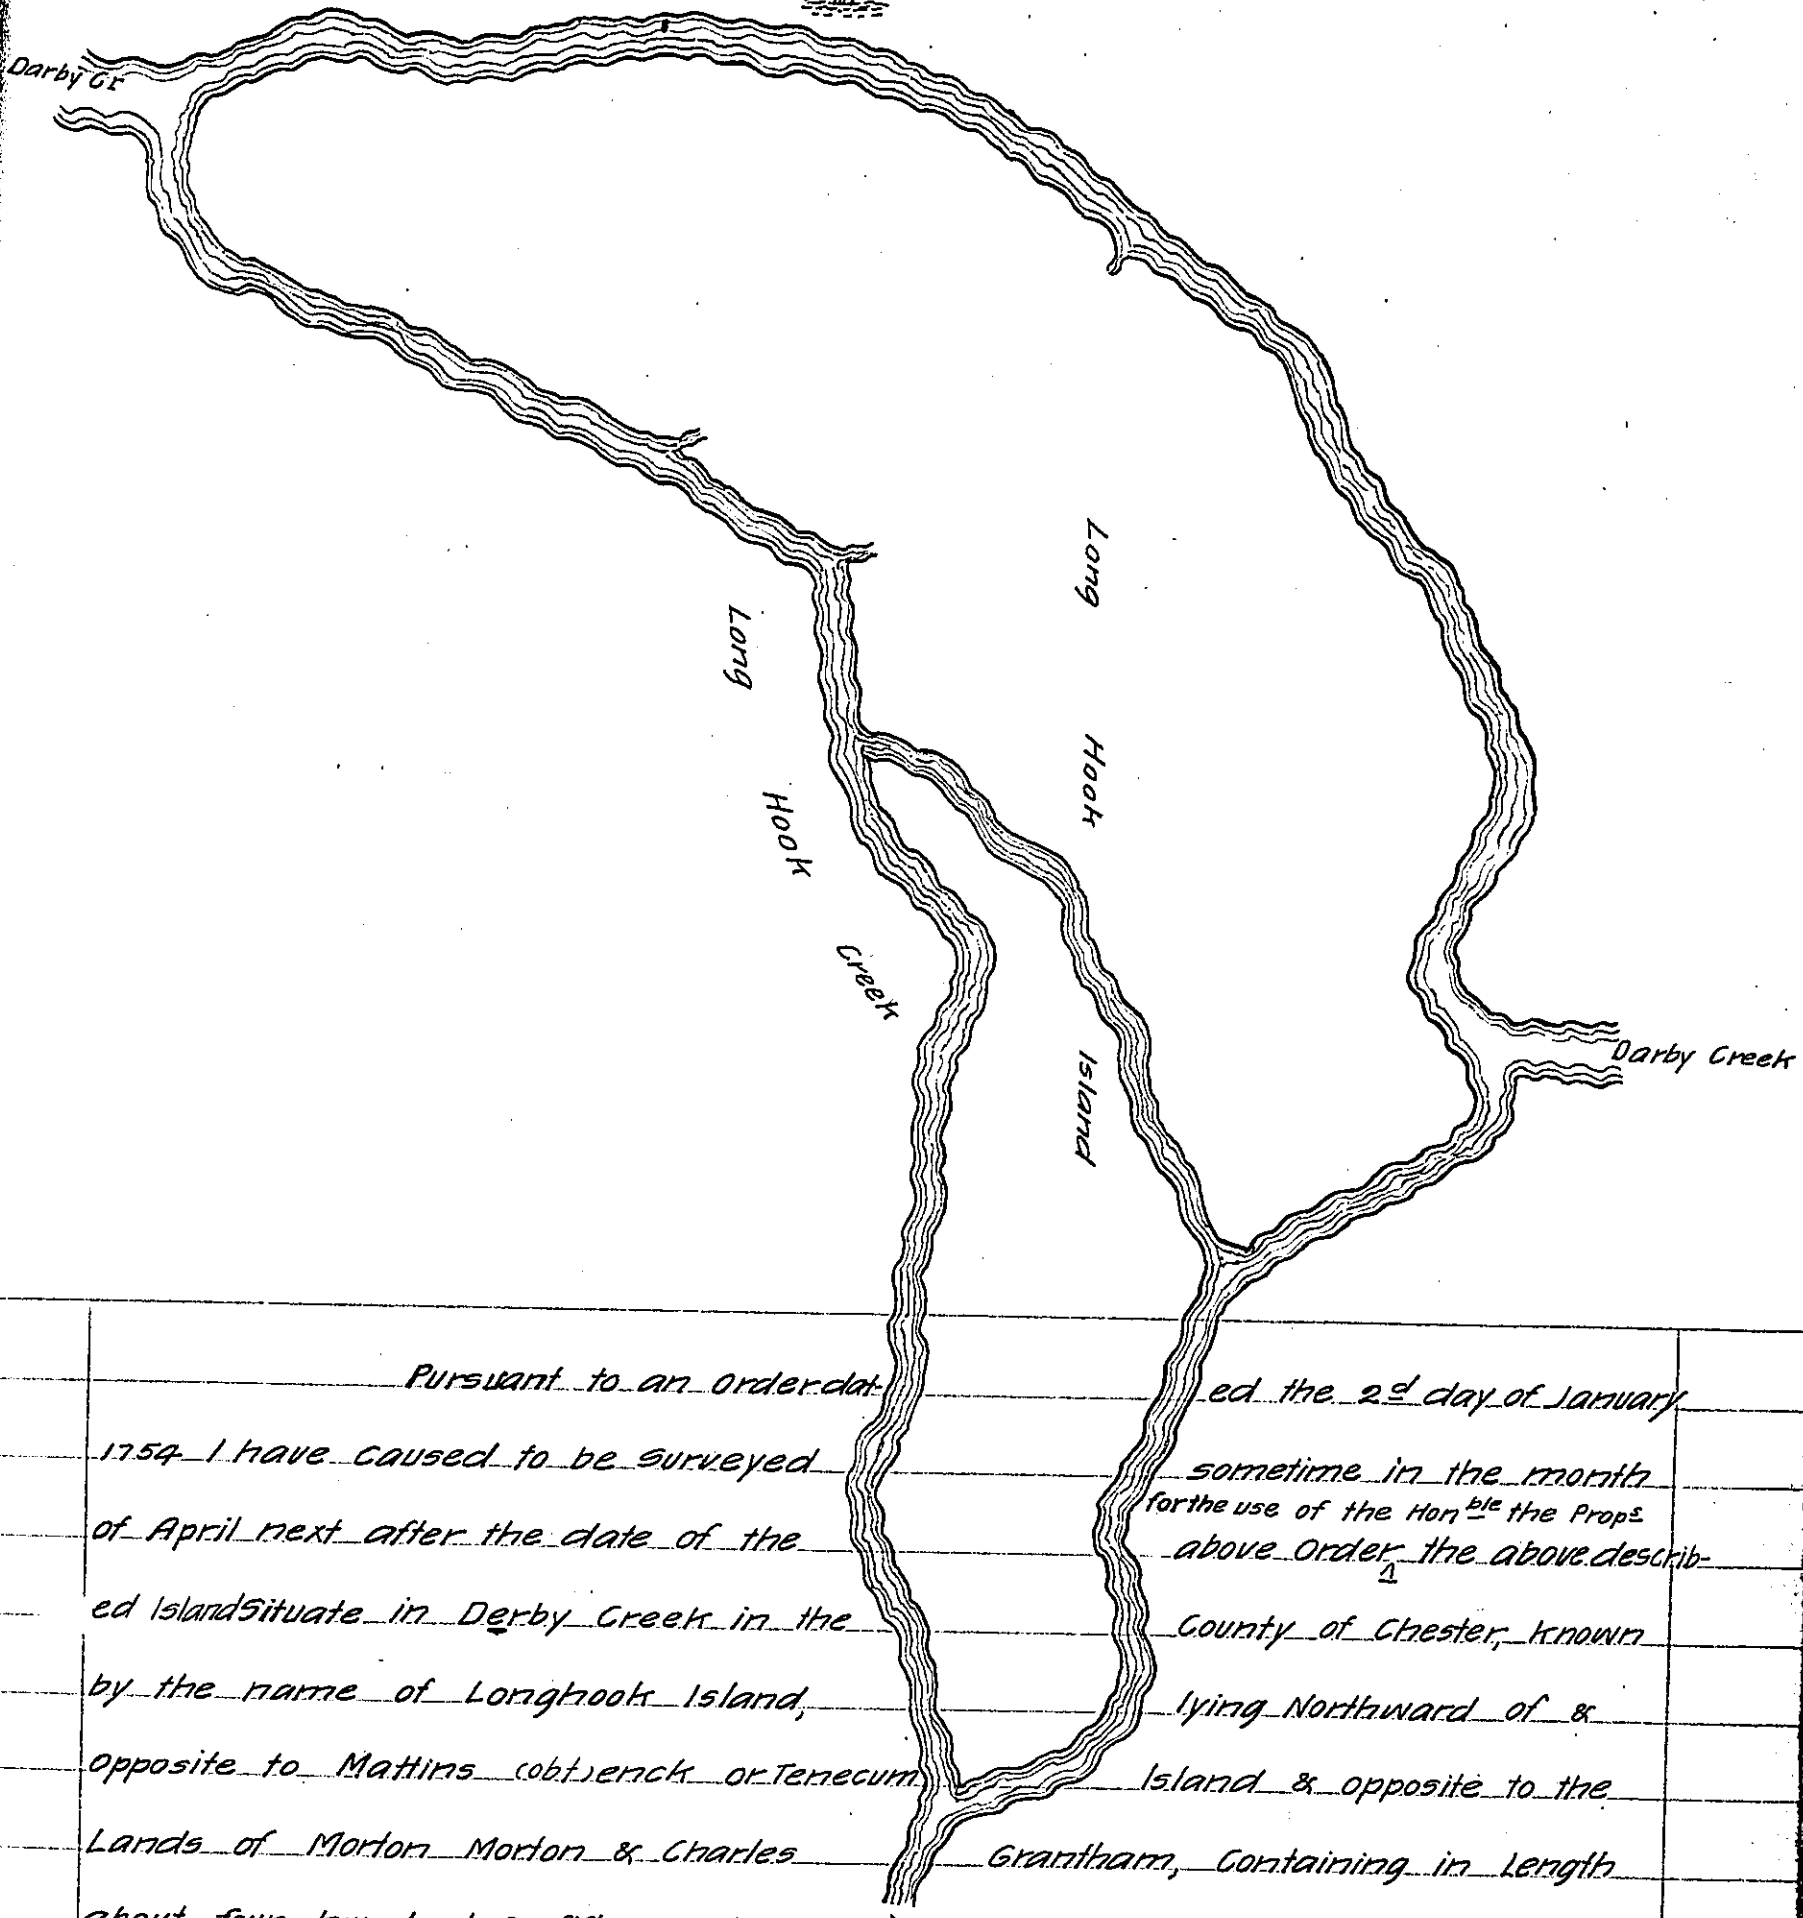 Darby Cr
Long Hook Island
Long Hook Creek
Darby Creek
Pursuant to an Order dat- ed the 2d day of January
1754 I have caused to be Surveyed sometime in the month
for the use of the Honble the Props
of April next after the date of the above Order ^ the above describ-
ed Island Situate in Derby Creek in the County of Chester, known
by the name of Longhook Island, lying Northward of &
opposite to Mattins (obt)enck or Tenecum Island & opposite to the
Lands of Morton Morton & Charles Grantham, Containing in Length
about four